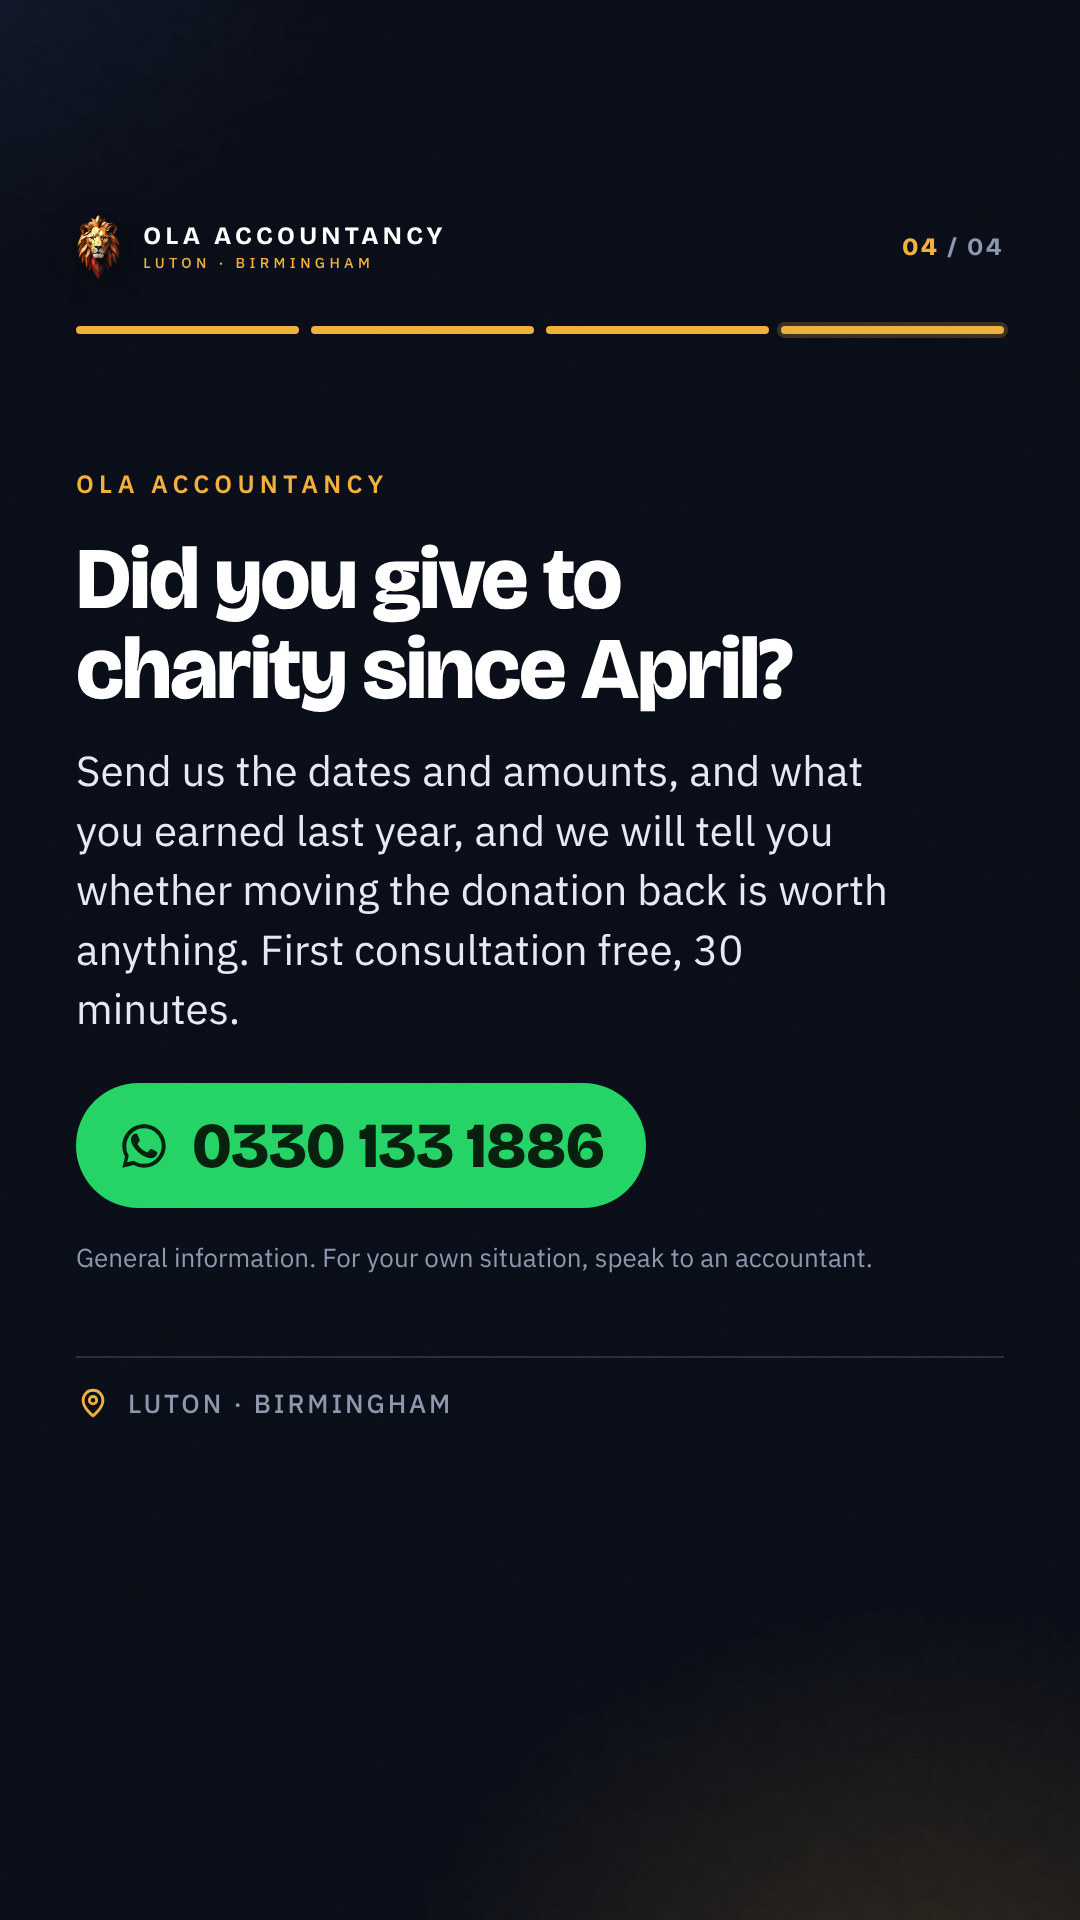 OLA ACCOUNTANCY
LUTON · BIRMINGHAM
04 / 04
OLA ACCOUNTANCY
Did you give to
charity since April?
Send us the dates and amounts, and what
you earned last year, and we will tell you
whether moving the donation back is worth
anything. First consultation free, 30
minutes.
0330 133 1886
General information. For your own situation, speak to an accountant.
LUTON · BIRMINGHAM